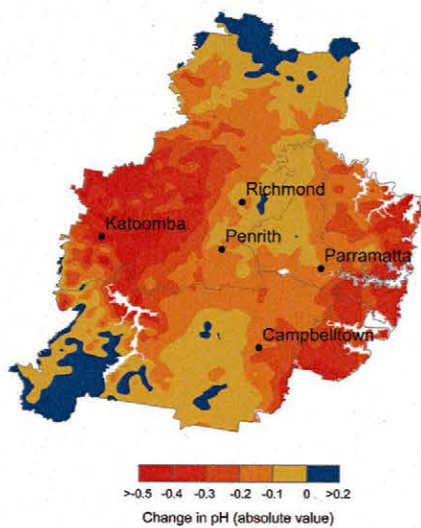 Richmond
Katoomba
Penrith
Parramatta
Campbelltown
>-0.5 -0.4 -0.3 -0.2 -0.1 0 >0.2
Change in pH (absolute value)